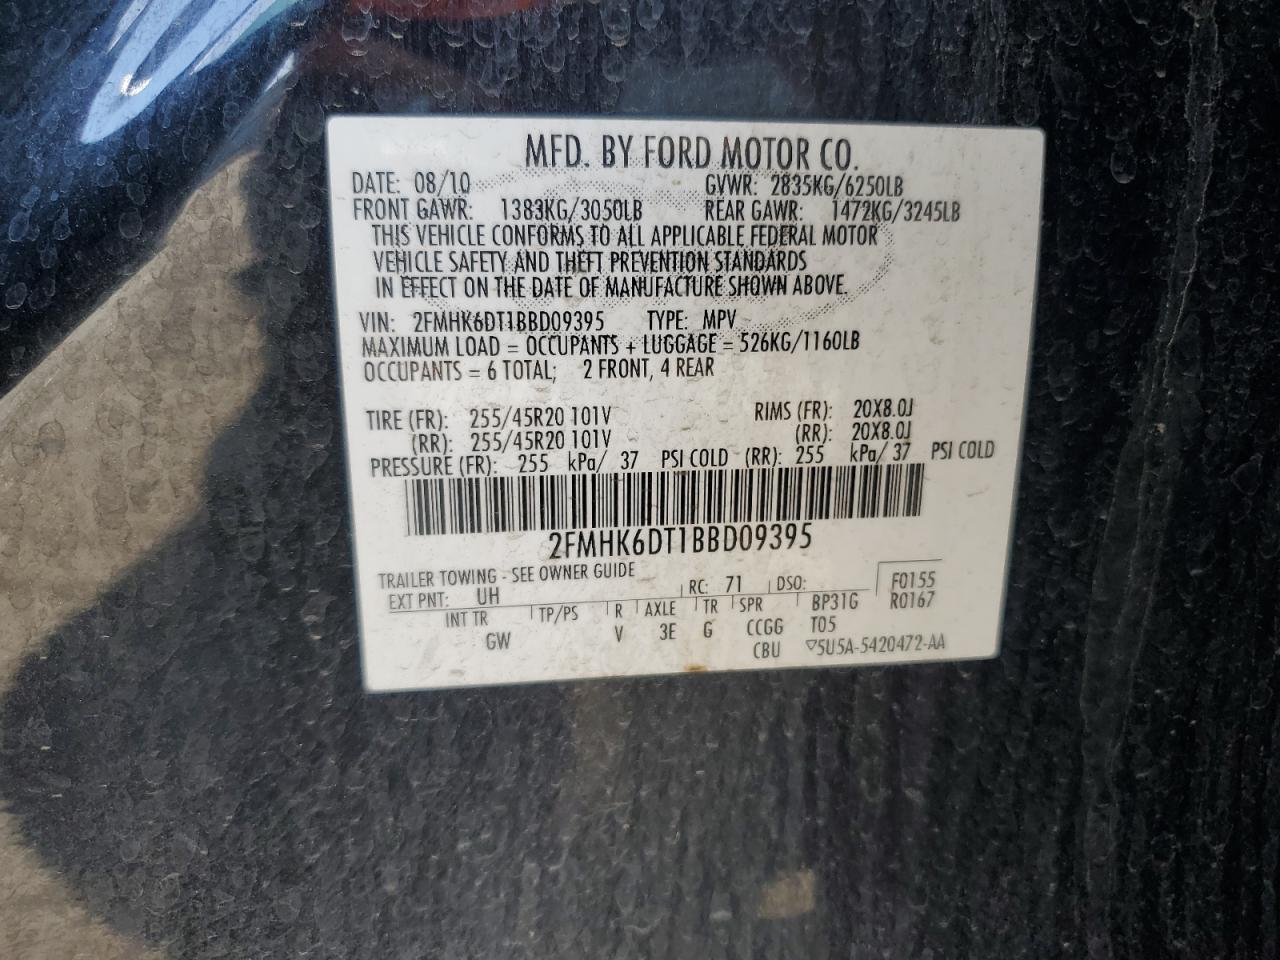 MFD. BY FORD MOTOR CO.
DATE: 08/10 GVWR: 2835KG/6250LB
FRONT GAWR: 1383KG/3050LB REAR GAWR: 1472KG/3245LB
THIS VEHICLE CONFORMS TO ALL APPLICABLE FEDERAL MOTOR
VEHICLE SAFETY AND THEFT PREVENTION STANDARDS
IN EFFECT ON THE DATE OF MANUFACTURE SHOWN ABOVE.
VIN: 2FMHK6DT1BBD09395 TYPE: MPV
MAXIMUM LOAD = OCCUPANTS + LUGGAGE = 526KG/1160LB
OCCUPANTS = 6 TOTAL; 2 FRONT, 4 REAR
TIRE (FR): 255/45R20 101V RIMS (FR): 20X8.0J
(RR): 255/45R20 101V (RR): 20X8.0J
PRESSURE (FR): 255 kPa/ 37 PSI COLD (RR): 255 kPa/ 37 PSI COLD
2FMHK6DT1BBD09395
TRAILER TOWING - SEE OWNER GUIDE
EXT PNT: UH RC: 71 DSO: F0155
INT TR TP/PS R AXLE TR SPR BP31G R0167
GW V 3E G CCGG T05
CBU ▽5U5A-5420472-AA